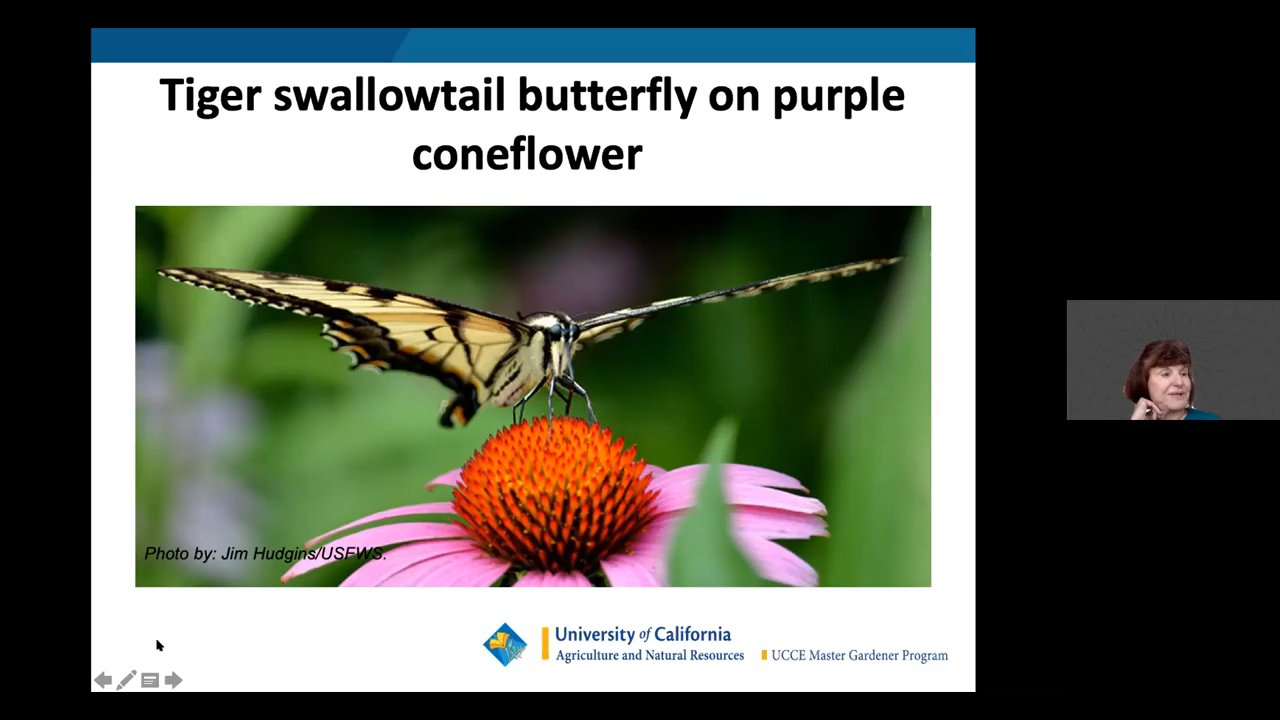 Tiger swallowtail butterfly on purple
coneflower
Photo by: Jim Hudgins/USFWS.
University of California
Agriculture and Natural Resources
UCCE Master Gardener Program